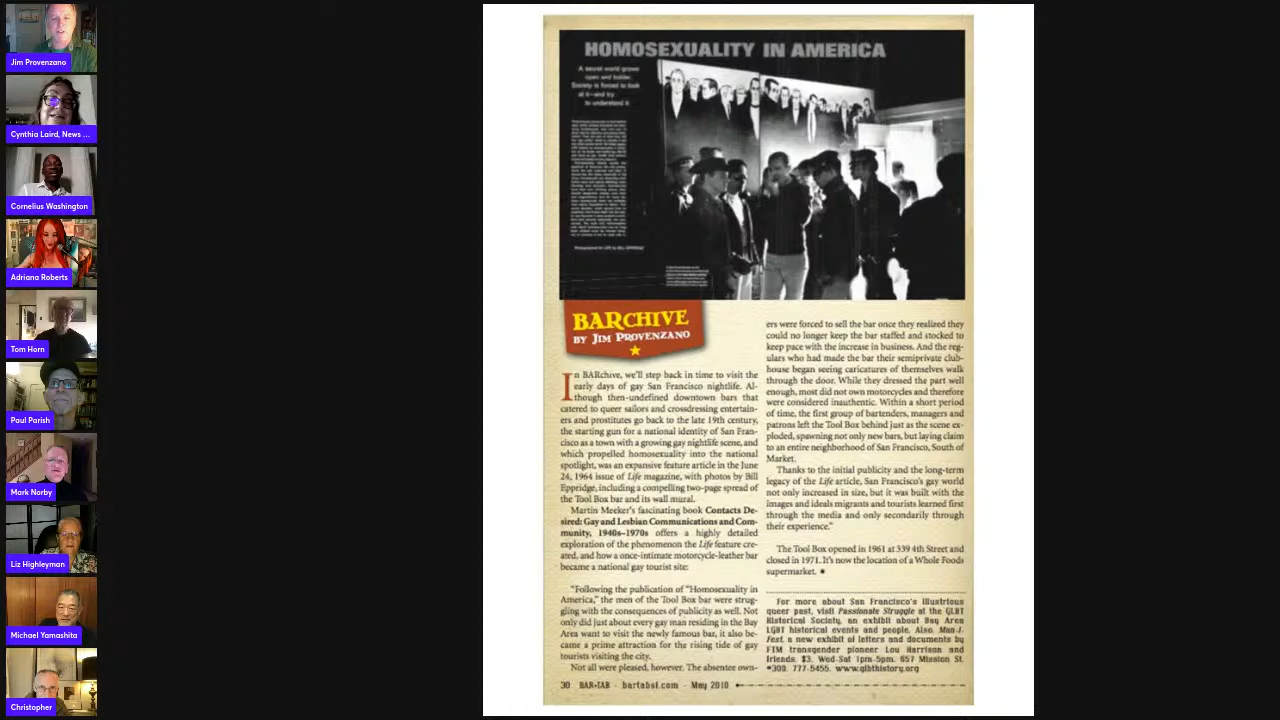 Jim Provenzano
Cynthia Laird, News ...
Cornelius Washington
Adriana Roberts
Tom Horn
Paul Parish
Mark Norby
Liz Highleyman
Michael Yamashita
Christopher
HOMOSEXUALITY IN AMERICA
A secret world grows
open and bolder.
Society is forced to look
at it—and try
to understand it
BARCHIVE
BY JIM PROVENZANO
In BARchive, we'll step back in time to visit the
early days of gay San Francisco nightlife. Al-
though then-undefined downtown bars that
catered to queer sailors and crossdressing entertain-
ers and prostitutes go back to the late 19th century,
the starting gun for a national identity of San Fran-
cisco as a town with a growing gay nightlife scene, and
which propelled homosexuality into the national
spotlight, was an expansive feature article in the June
24, 1964 issue of Life magazine, with photos by Bill
Eppridge, including a compelling two-page spread of
the Tool Box bar and its wall mural.
Martin Meeker's fascinating book Contacts De-
sired: Gay and Lesbian Communications and Com-
munity, 1940s-1970s offers a highly detailed
exploration of the phenomenon the Life feature cre-
ated, and how a once-intimate motorcycle-leather bar
became a national gay tourist site:
"Following the publication of "Homosexuality in
America," the men of the Tool Box bar were strug-
gling with the consequences of publicity as well. Not
only did just about every gay man residing in the Bay
Area want to visit the newly famous bar, it also be-
came a prime attraction for the rising tide of gay
tourists visiting the city.
Not all were pleased, however. The absentee own-
ers were forced to sell the bar once they realized they
could no longer keep the bar staffed and stocked to
keep pace with the increase in business. And the reg-
ulars who had made the bar their semiprivate club-
house began seeing caricatures of themselves walk
through the door. While they dressed the part well
enough, most did not own motorcycles and therefore
were considered inauthentic. Within a short period
of time, the first group of bartenders, managers and
patrons left the Tool Box behind just as the scene ex-
ploded, spawning not only new bars, but laying claim
to an entire neighborhood of San Francisco, South of
Market.
Thanks to the initial publicity and the long-term
legacy of the Life article, San Francisco's gay world
not only increased in size, but it was built with the
images and ideals migrants and tourists learned first
through the media and only secondarily through
their experience."
The Tool Box opened in 1961 at 339 4th Street and
closed in 1971. It's now the location of a Whole Foods
supermarket. ★
For more about San Francisco's illustrious
queer past, visit Passionate Struggle at the GLBT
Historical Society, an exhibit about Bay Area
LGBT historical events and people. Also, Man-i-
Fest, a new exhibit of letters and documents by
FTM transgender pioneer Lou Harrison and
friends. $3. Wed-Sat 1pm-5pm. 657 Mission St.
#300. 777-5455. www.glbthistory.org
30 BAR•TAB - bartabsf.com - May 2010